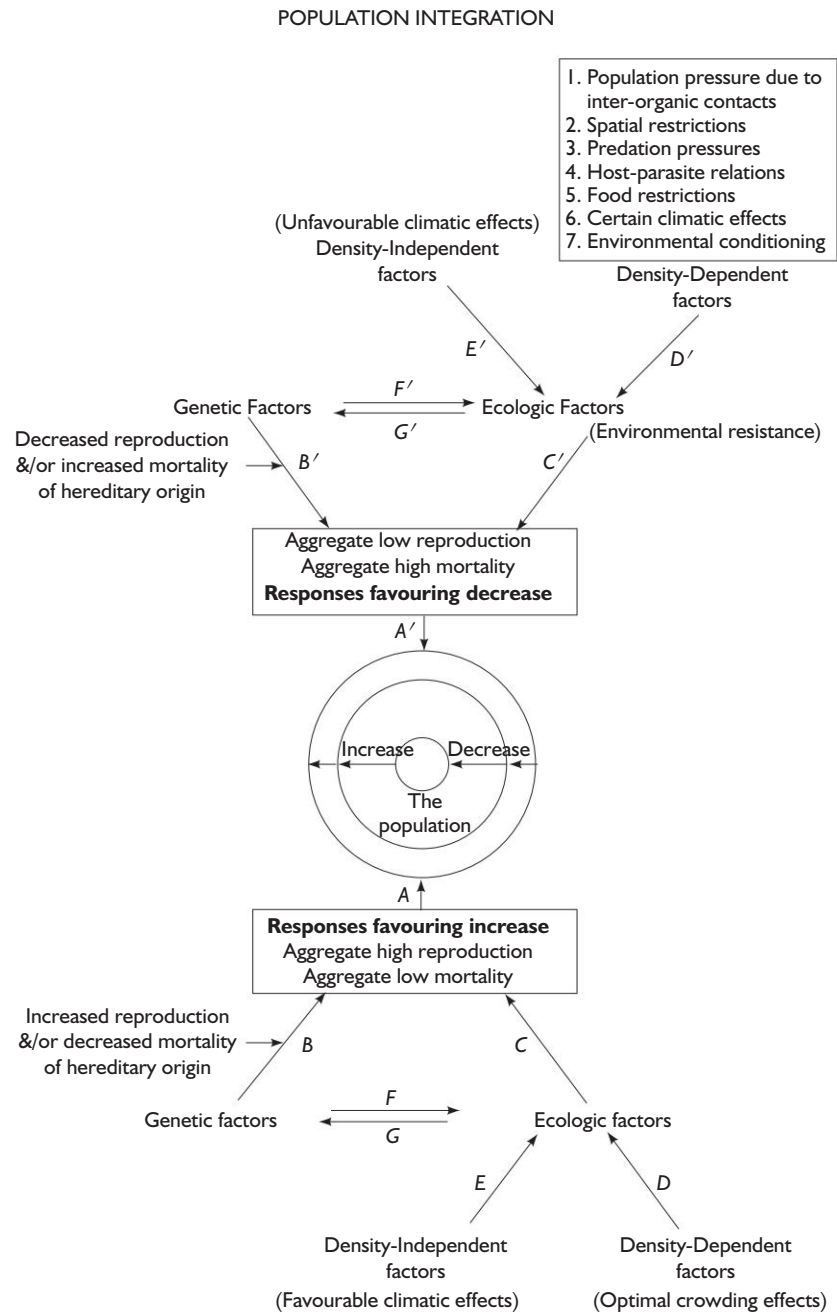 POPULATION INTEGRATION
1. Population pressure due to
inter-organic contacts
2. Spatial restrictions
3. Predation pressures
4. Host-parasite relations
5. Food restrictions
6. Certain climatic effects
7. Environmental conditioning
(Unfavourable climatic effects)
Density-Independent
factors
Density-Dependent
factors
E′
D′
Genetic Factors
F′
G′
Ecologic Factors
(Environmental resistance)
Decreased reproduction
&/or increased mortality
of hereditary origin
B′
C′
Aggregate low reproduction
Aggregate high mortality
Responses favouring decrease
A′
Increase
Decrease
The
population
A
Responses favouring increase
Aggregate high reproduction
Aggregate low mortality
Increased reproduction
&/or decreased mortality
of hereditary origin
B
C
Genetic factors
F
G
Ecologic factors
E
D
Density-Independent
factors
(Favourable climatic effects)
Density-Dependent
factors
(Optimal crowding effects)